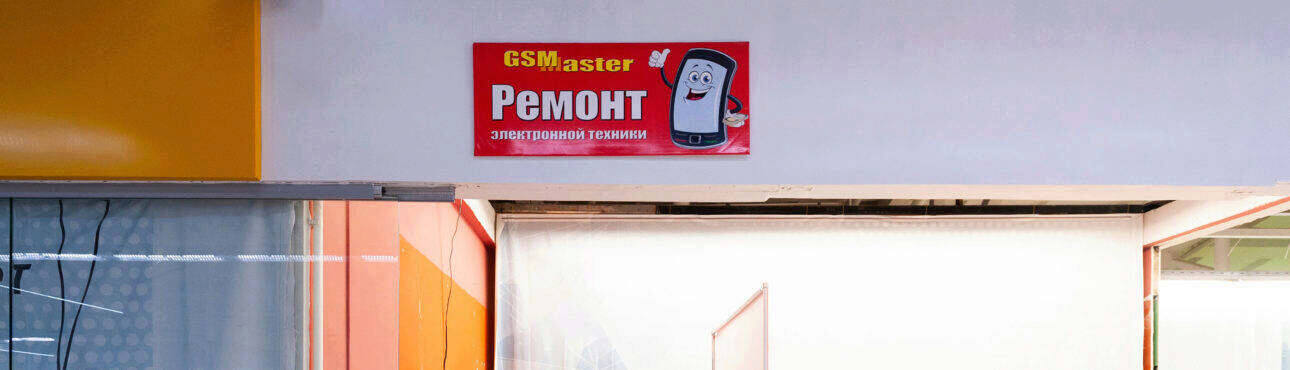 GSMaster
Ремонт
электронной техники